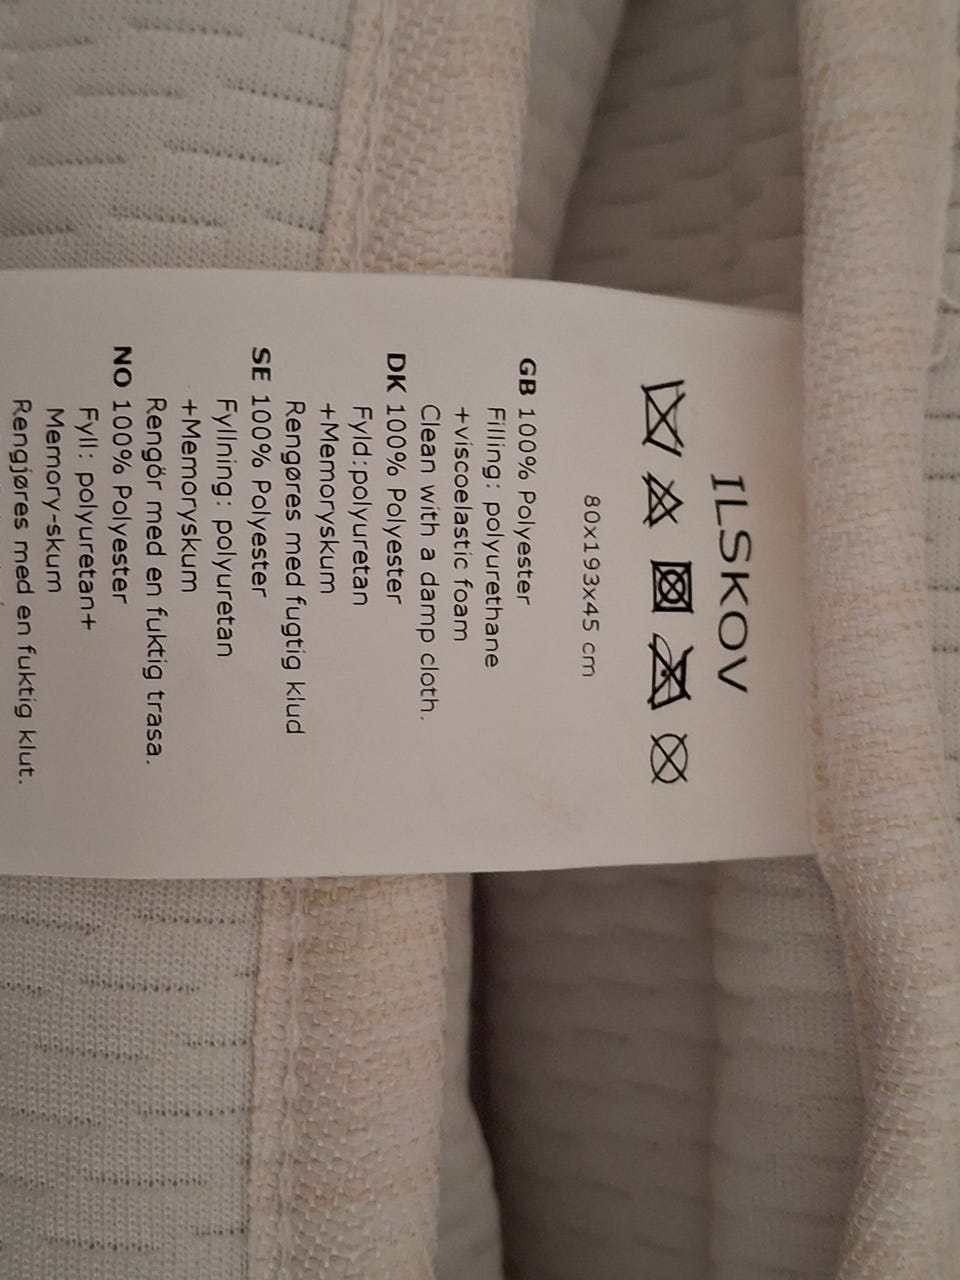 ILSKOV
80x193x45 cm
GB 100% Polyester
Filling: polyurethane
+viscoelastic foam
Clean with a damp cloth.
DK 100% Polyester
Fyld:polyuretan
+Memoryskum
Rengøres med fugtig klud
SE 100% Polyester
Fyllning: polyuretan
+Memoryskum
Rengör med en fuktig trasa.
NO 100% Polyester
Fyll: polyuretan+
Memory-skum
Rengjøres med en fuktig klut.